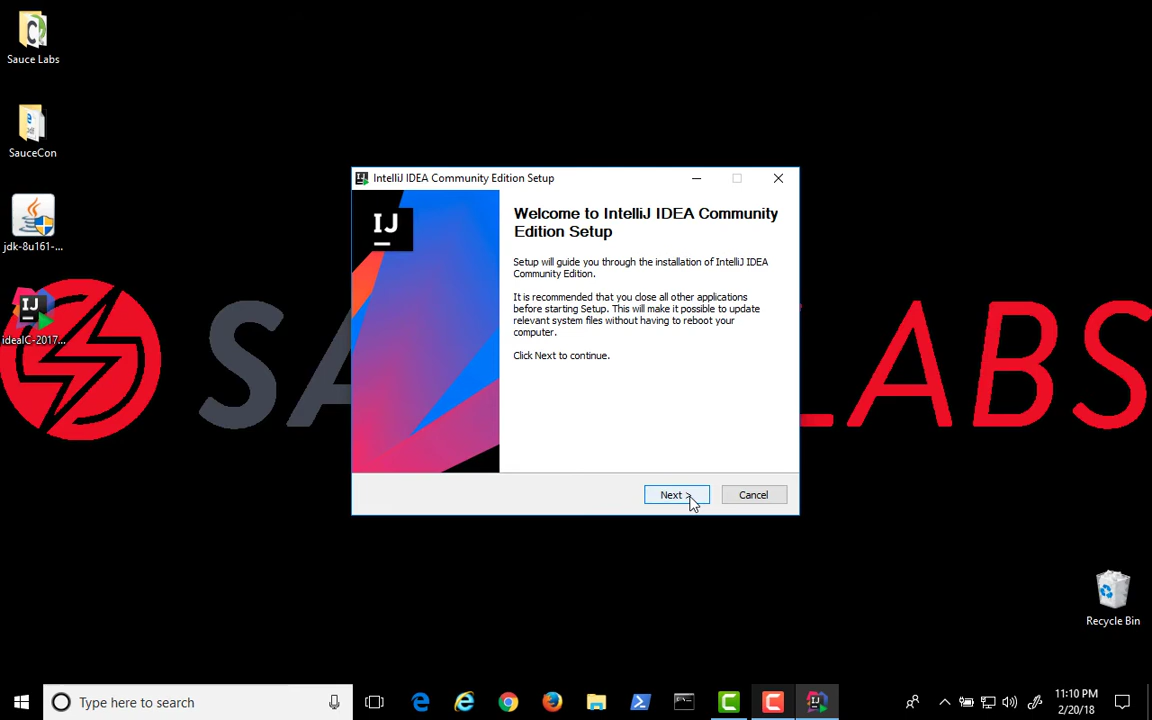 Sauce Labs
SauceCon
jdk-8u161-...
IJ
ideaIC-2017...
SA
LABS
IntelliJ IDEA Community Edition Setup
IJ
Welcome to IntelliJ IDEA Community
Edition Setup
Setup will guide you through the installation of IntelliJ IDEA
Community Edition.
It is recommended that you close all other applications
before starting Setup. This will make it possible to update
relevant system files without having to reboot your
computer.
Click Next to continue.
Next >
Cancel
Recycle Bin
Type here to search
11:10 PM
2/20/18